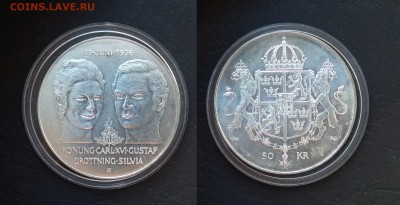 COINS.LAVE.RU
19·JUNI·1976
KONUNG·CARL·XVI·GUSTAF
DROTTNING·SILVIA
50 KR